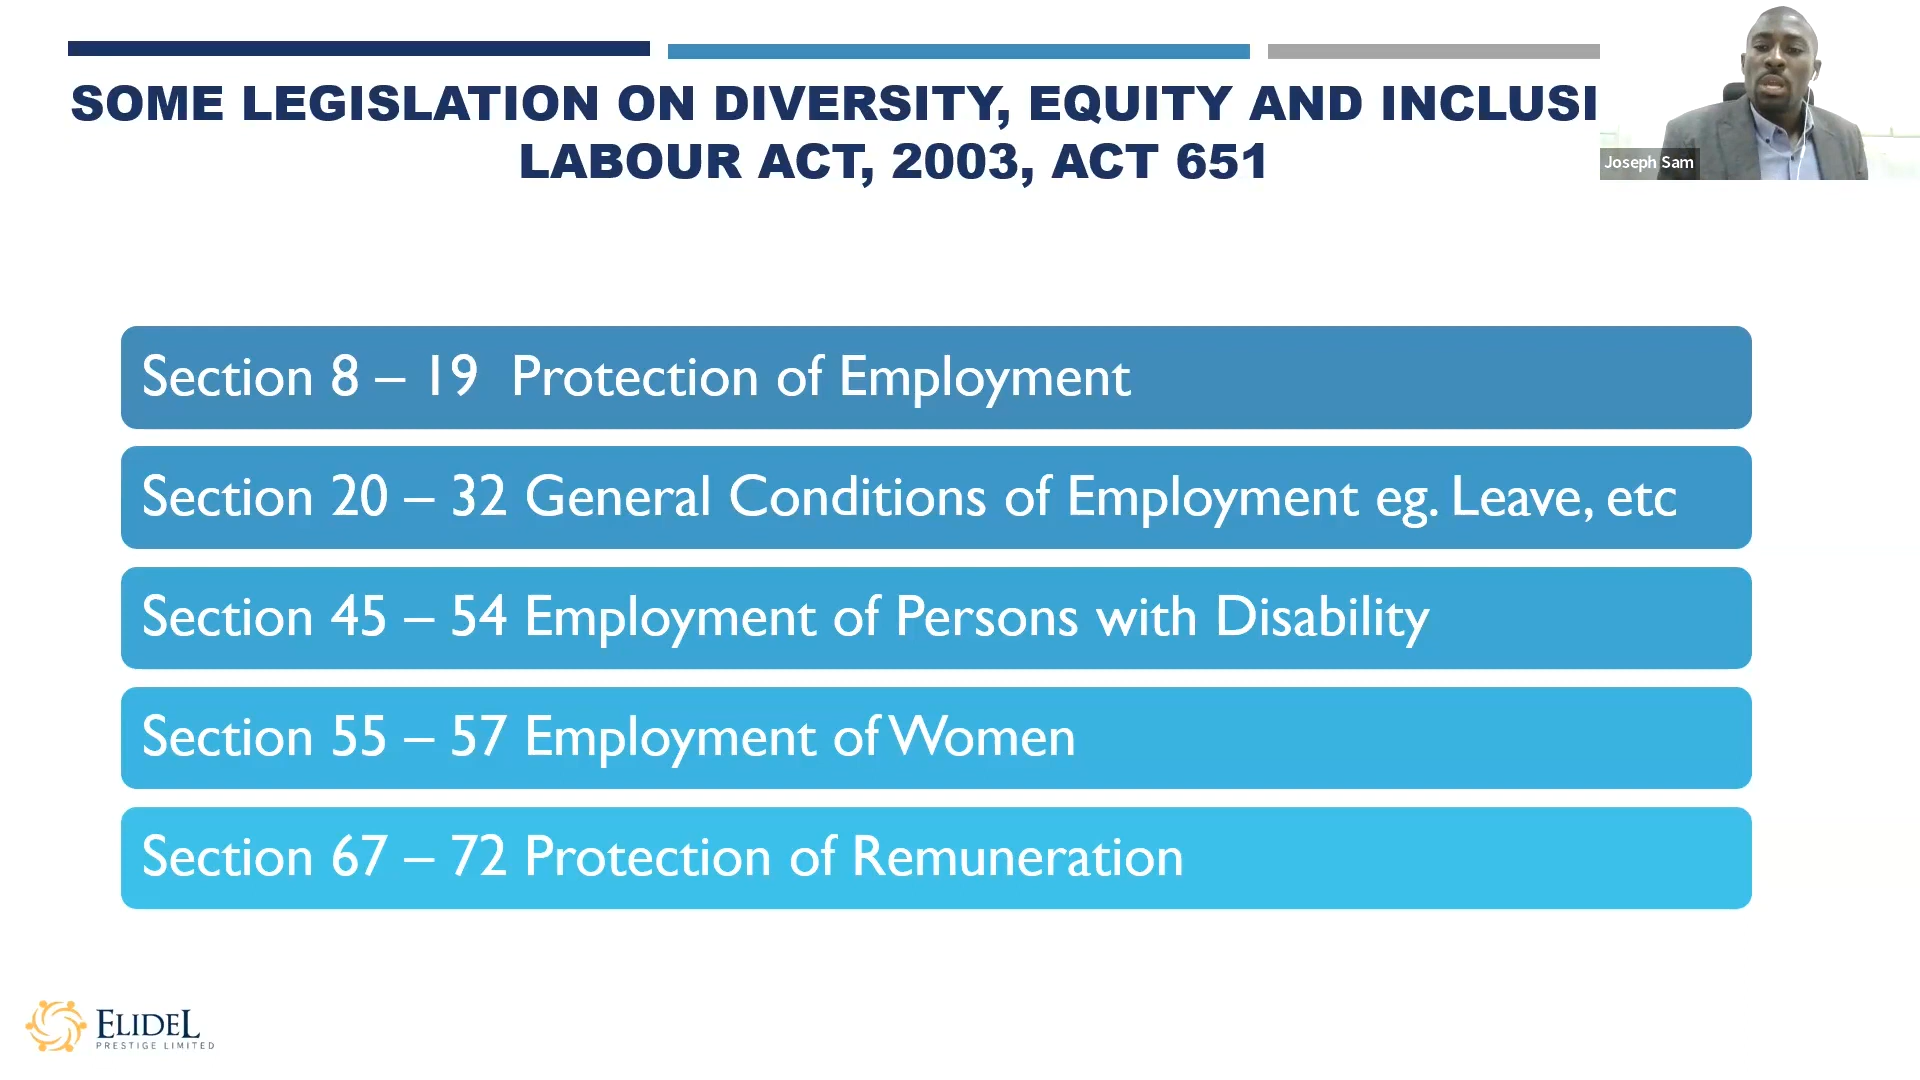 SOME LEGISLATION ON DIVERSITY, EQUITY AND INCLUSI
LABOUR ACT, 2003, ACT 651
Joseph Sam
Section 8 – 19 Protection of Employment
Section 20 – 32 General Conditions of Employment eg. Leave, etc
Section 45 – 54 Employment of Persons with Disability
Section 55 – 57 Employment of Women
Section 67 – 72 Protection of Remuneration
ELIDEL
PRESTIGE LIMITED